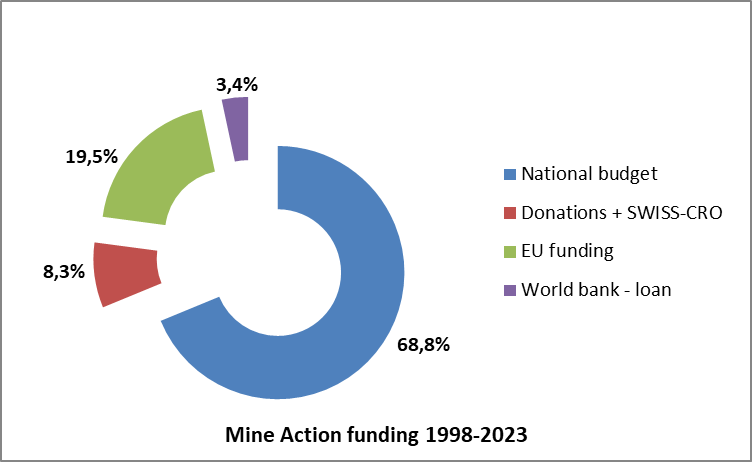 3,4%
19,5%
8,3%
68,8%
National budget
Donations + SWISS-CRO
EU funding
World bank - loan
Mine Action funding 1998-2023